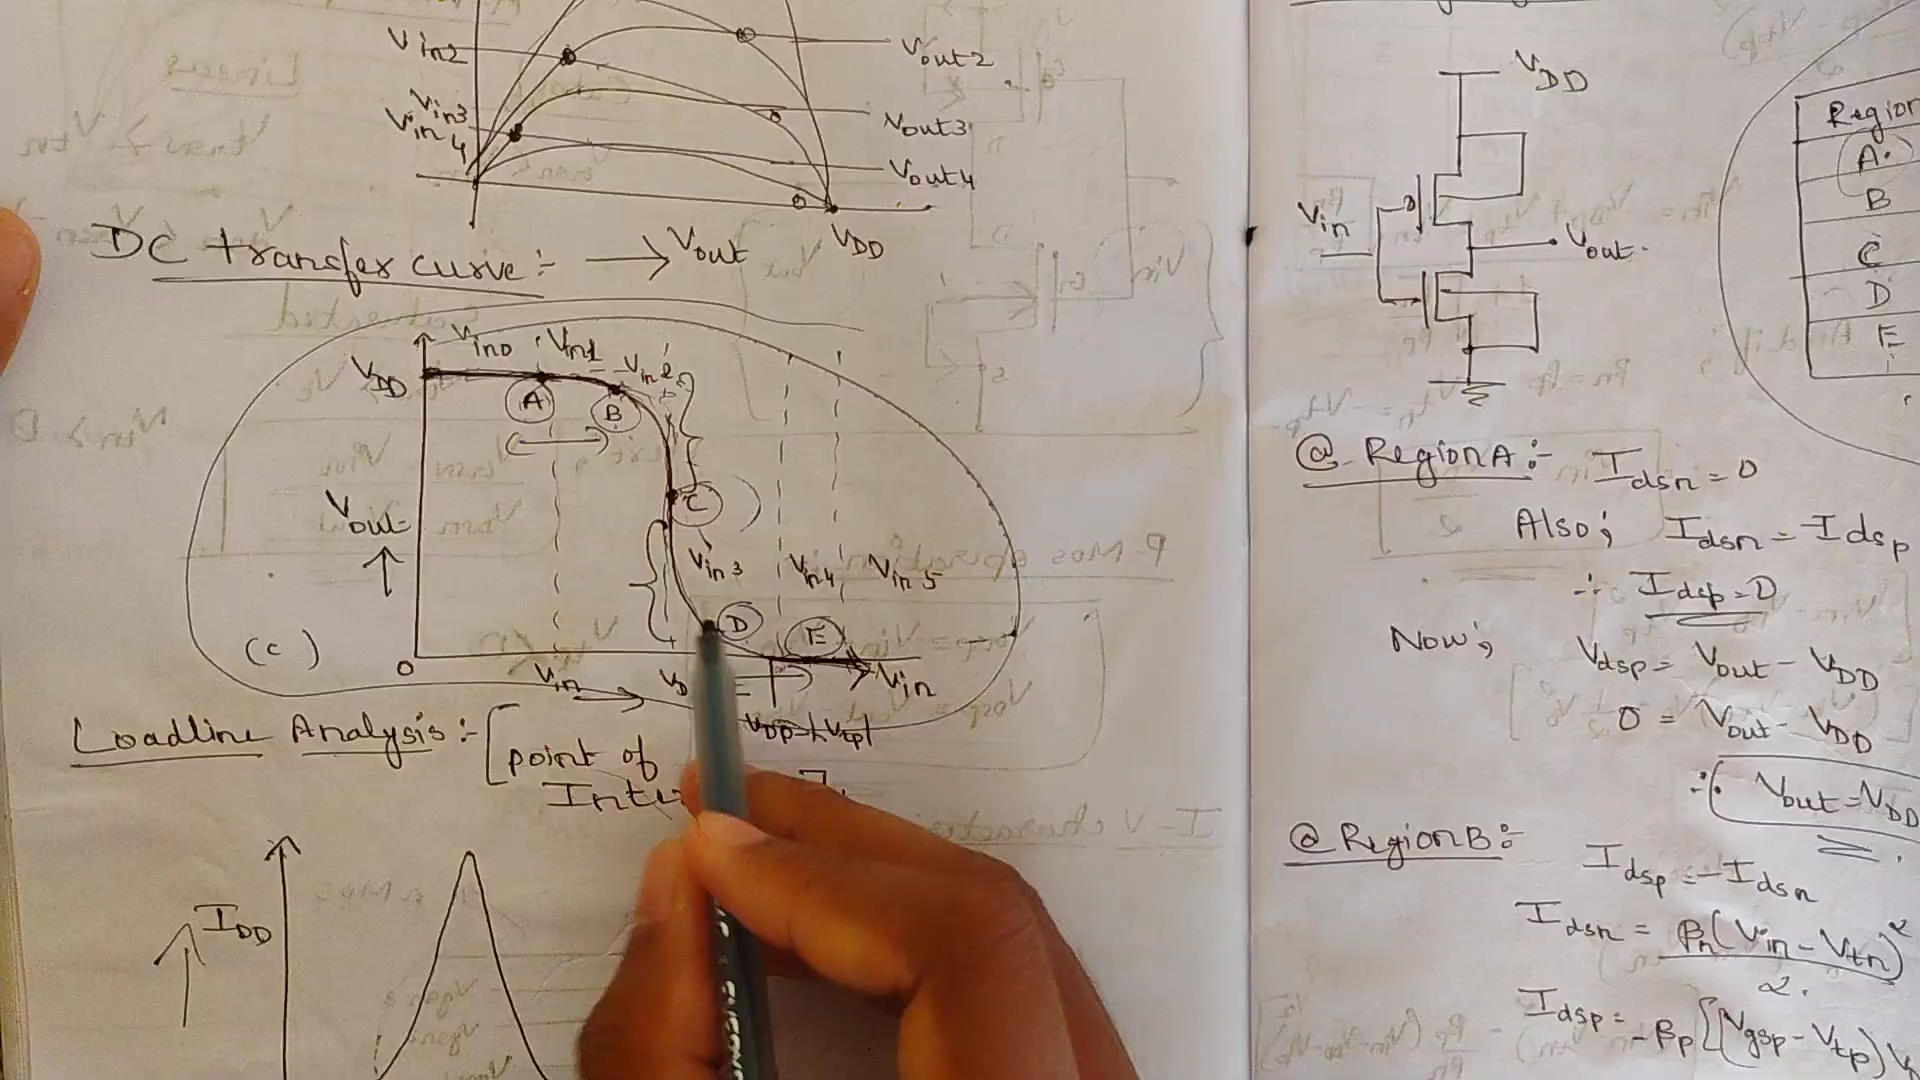 Vin2
Vout2
Vin3
Vin4
Vout3
Vout4
DC transfer curve :- → Vout
VDD
Vin0 Vin1 Vin2
VDD
A
B
C
Vout
Vin3 Vin4 Vin5
D
E
(c)
0
Vin
VD
Vin
Loadline Analysis :- [point of
IDD
VDD
Vin
Vout.
Region
A.
B
C
D
E
@ Region A :- Idsn = 0
Also; Idsn = Idsp
∴ Idsp = 0
Now; Vdsp = Vout - VDD
0 = Vout - VDD
∴ Vout = VDD
@ Region B :-
Idsp = -Idsn
Idsn = βn(Vin - Vtn)²
2.
Idsp = -βp[(Vgsp - Vtp)